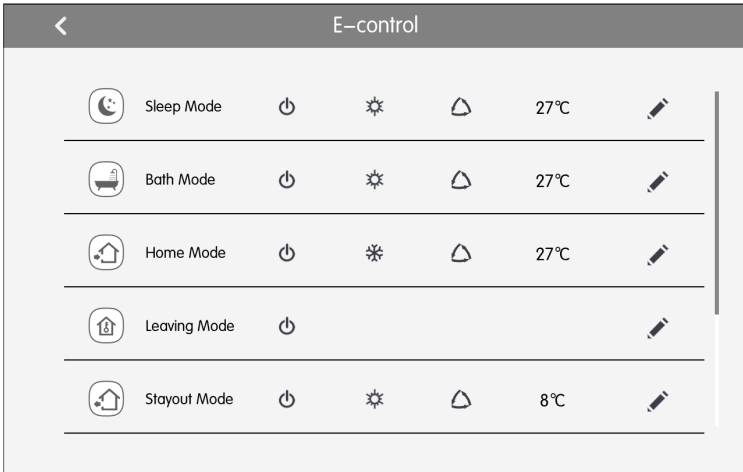 E-control
Sleep Mode 27℃
Bath Mode 27℃
Home Mode 27℃
Leaving Mode
Stayout Mode 8℃